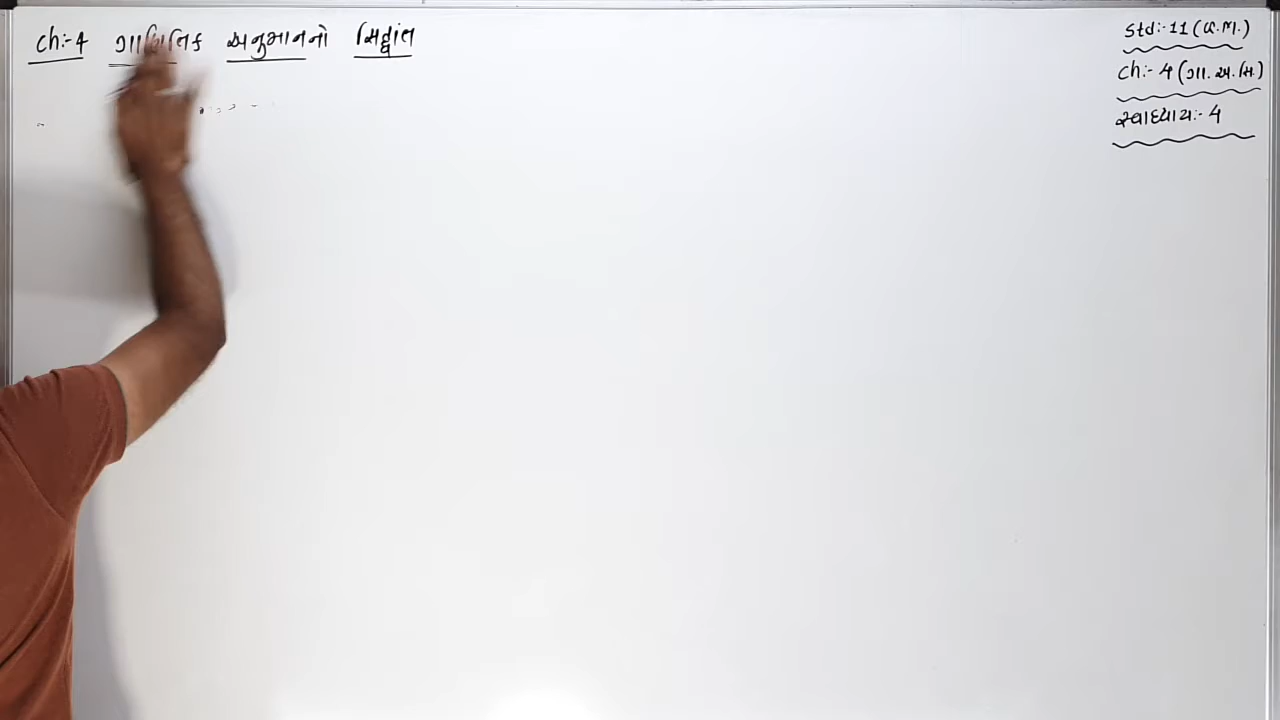 Ch:- 4 ગાણિતિક અનુમાનનો સિદ્ધાંત
Std:- 11 (G.M.)
Ch:- 4 (ગા. અ. સિ.)
સ્વાધ્યાય:- 4